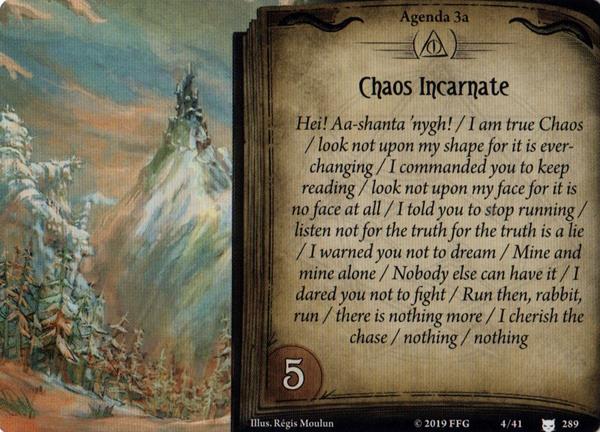 Agenda 3a
Chaos Incarnate
Hei! Aa-shanta 'nygh! / I am true Chaos
/ look not upon my shape for it is ever-
changing / I commanded you to keep
reading / look not upon my face for it is
no face at all / I told you to stop running /
listen not for the truth for the truth is a lie
/ I warned you not to dream / Mine and
mine alone / Nobody else can have it / I
dared you not to fight / Run then, rabbit,
run / there is nothing more / I cherish the
chase / nothing / nothing
5
Illus. Régis Moulun © 2019 FFG 4/41 289